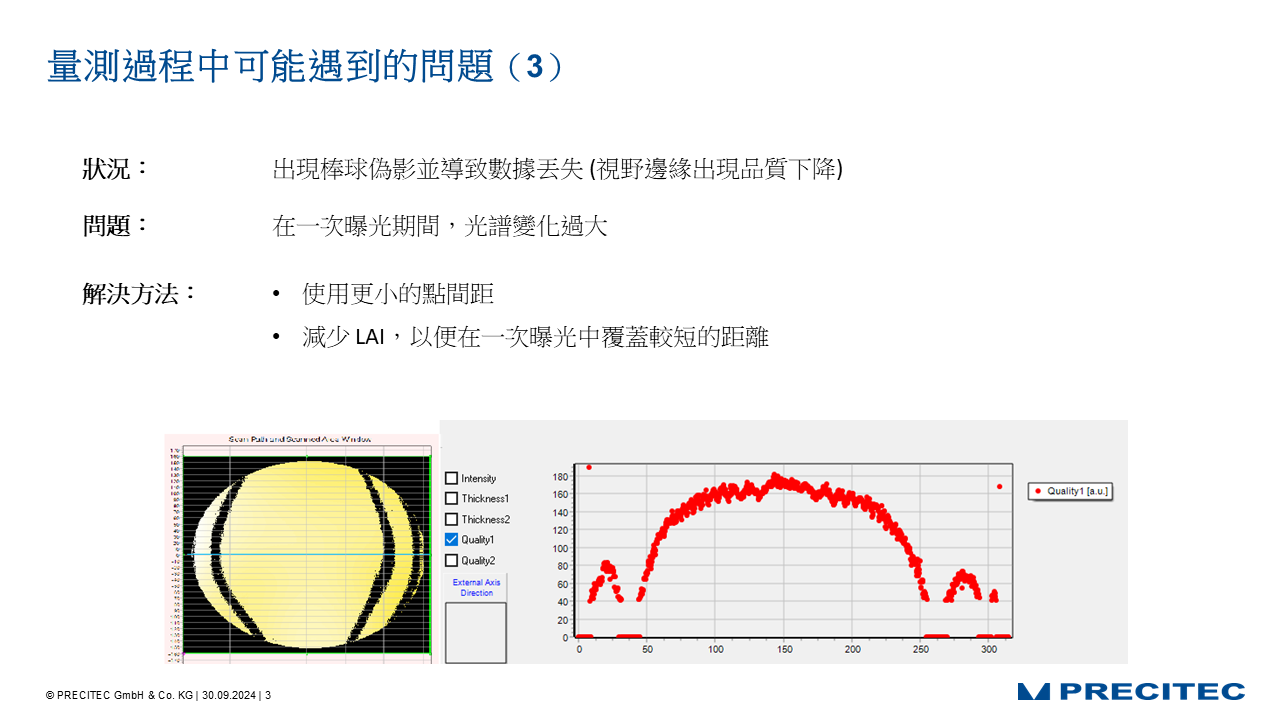 量測過程中可能遇到的問題（3）
狀況：
出現棒球偽影並導致數據丟失 (視野邊緣出現品質下降)
問題：
在一次曝光期間，光譜變化過大
解決方法：
• 使用更小的點間距
• 減少 LAI，以便在一次曝光中覆蓋較短的距離
Scan Path and Scanned Area Window
Intensity
Thickness1
Thickness2
Quality1
Quality2
External Axis
Direction
180
160
140
120
100
80
60
40
20
0
0 50 100 150 200 250 300
Quality1 [a.u.]
© PRECITEC GmbH & Co. KG | 30.09.2024 | 3
PRECITEC